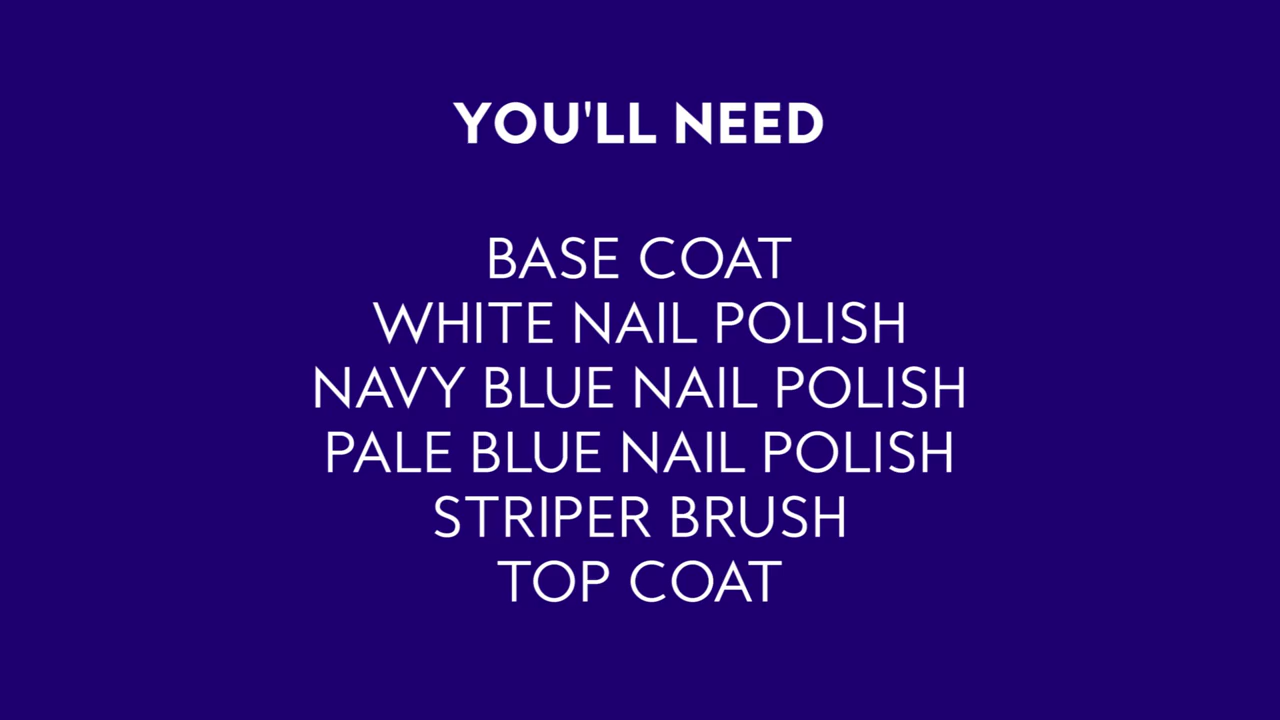 YOU'LL NEED
BASE COAT
WHITE NAIL POLISH
NAVY BLUE NAIL POLISH
PALE BLUE NAIL POLISH
STRIPER BRUSH
TOP COAT